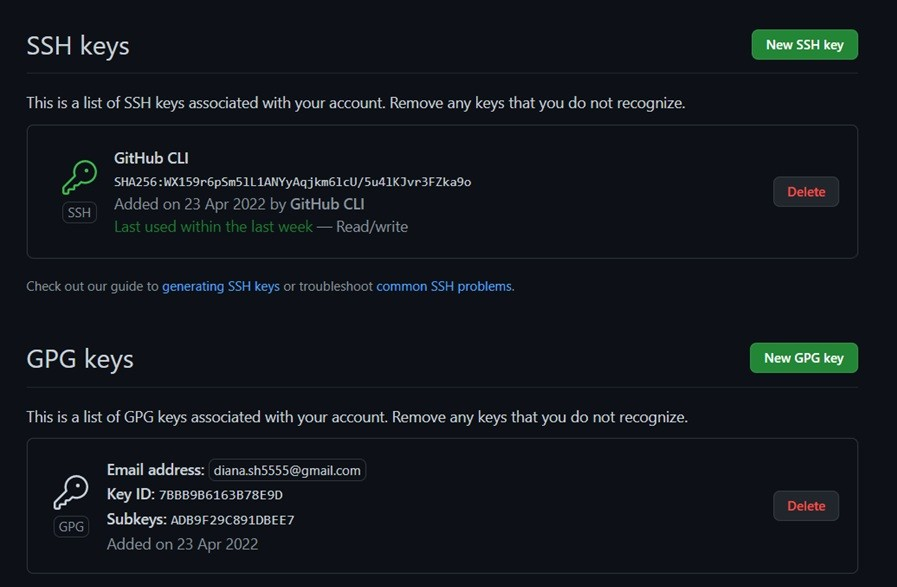 SSH keys
New SSH key
This is a list of SSH keys associated with your account. Remove any keys that you do not recognize.
GitHub CLI
SHA256:WX159r6pSm5lL1ANYyAqjkm6lcU/5u4lKJvr3FZka9o
Added on 23 Apr 2022 by GitHub CLI
Last used within the last week — Read/write
SSH
Delete
Check out our guide to generating SSH keys or troubleshoot common SSH problems.
GPG keys
New GPG key
This is a list of GPG keys associated with your account. Remove any keys that you do not recognize.
Email address: diana.sh5555@gmail.com
Key ID: 7BBB9B6163B78E9D
Subkeys: ADB9F29C891DBEE7
Added on 23 Apr 2022
GPG
Delete